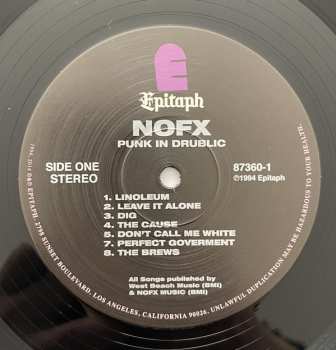 E
Epitaph
NOFX
PUNK IN DRUBLIC
SIDE ONE
STEREO
87360-1
℗1994 Epitaph
1. LINOLEUM
2. LEAVE IT ALONE
3. DIG
4. THE CAUSE
5. DON'T CALL ME WHITE
7. PERFECT GOVERMENT
8. THE BREWS
All Songs published by
West Beach Music (BMI)
& NOFX MUSIC (BMI)
EPITAPH, 2798 SUNSET BOULEVARD, LOS ANGELES, CALIFORNIA 90026. UNLAWFUL DUPLICATION MAY BE HAZARDOUS TO YOUR HEALTH.